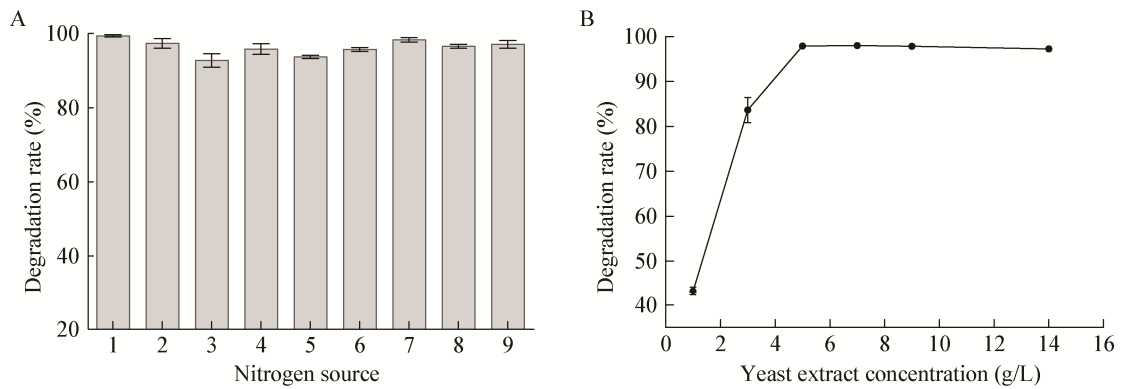 A
Degradation rate (%)
100
80
60
40
20
1 2 3 4 5 6 7 8 9
Nitrogen source
B
Degradation rate (%)
100
90
80
70
60
50
40
0 2 4 6 8 10 12 14 16
Yeast extract concentration (g/L)